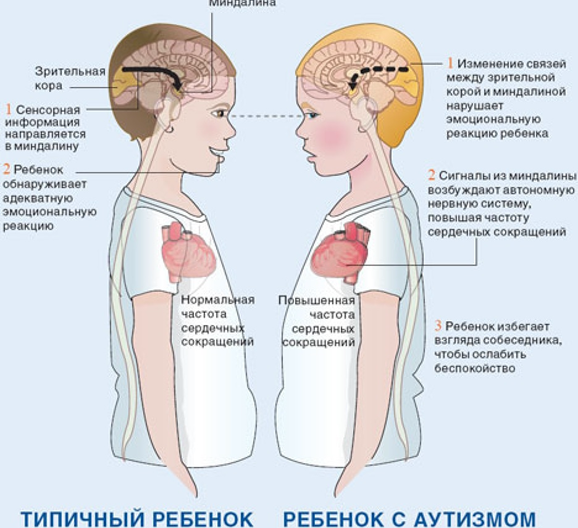 Миндалина
Зрительная
кора
1 Сенсорная
информация
направляется
в миндалину
2 Ребенок
обнаруживает
адекватную
эмоциональную
реакцию
Нормальная
частота
сердечных
сокращений
Повышенная
частота
сердечных
сокращений
1 Изменение связей
между зрительной
корой и миндалиной
нарушает
эмоциональную
реакцию ребенка
2 Сигналы из миндалины
возбуждают автономную
нервную систему,
повышая частоту
сердечных сокращений
3 Ребенок избегает
взгляда собеседника,
чтобы ослабить
беспокойство
ТИПИЧНЫЙ РЕБЕНОК
РЕБЕНОК С АУТИЗМОМ